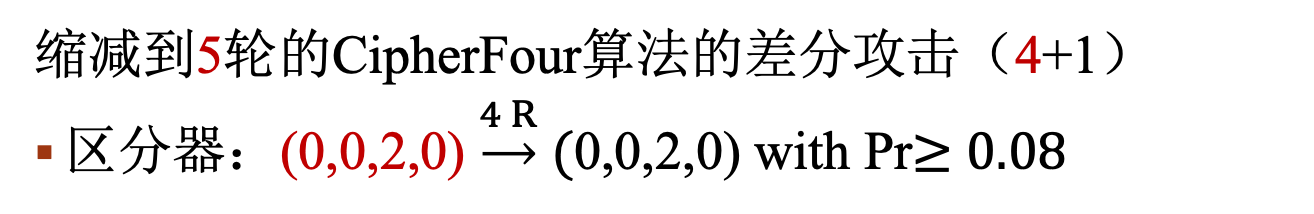 缩减到5轮的CipherFour算法的差分攻击（4+1）
▪ 区分器：(0,0,2,0) \xrightarrow{4 R} (0,0,2,0) with Pr≥ 0.08